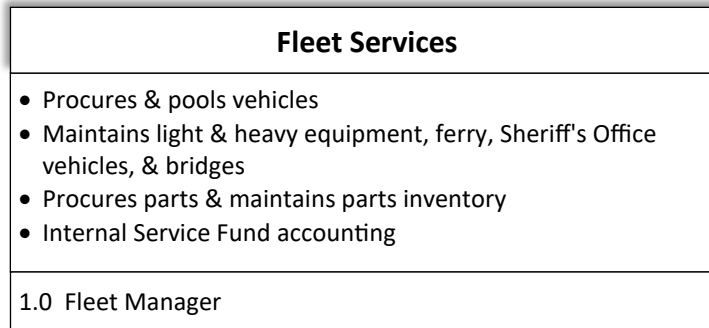 Fleet Services
• Procures & pools vehicles
• Maintains light & heavy equipment, ferry, Sheriff's Office
vehicles, & bridges
• Procures parts & maintains parts inventory
• Internal Service Fund accounting
1.0 Fleet Manager